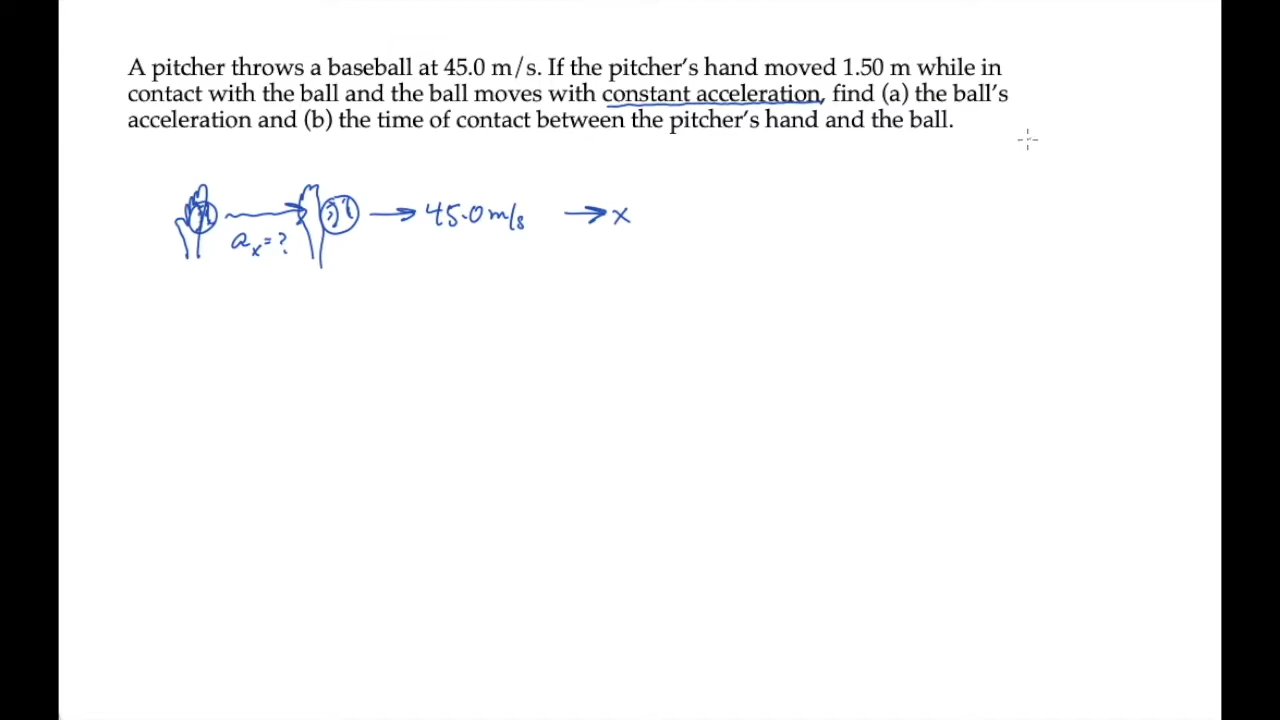 A pitcher throws a baseball at 45.0 m/s. If the pitcher's hand moved 1.50 m while in
contact with the ball and the ball moves with constant acceleration, find (a) the ball's
acceleration and (b) the time of contact between the pitcher's hand and the ball.
→ 45.0 m/s → x
aₓ = ?